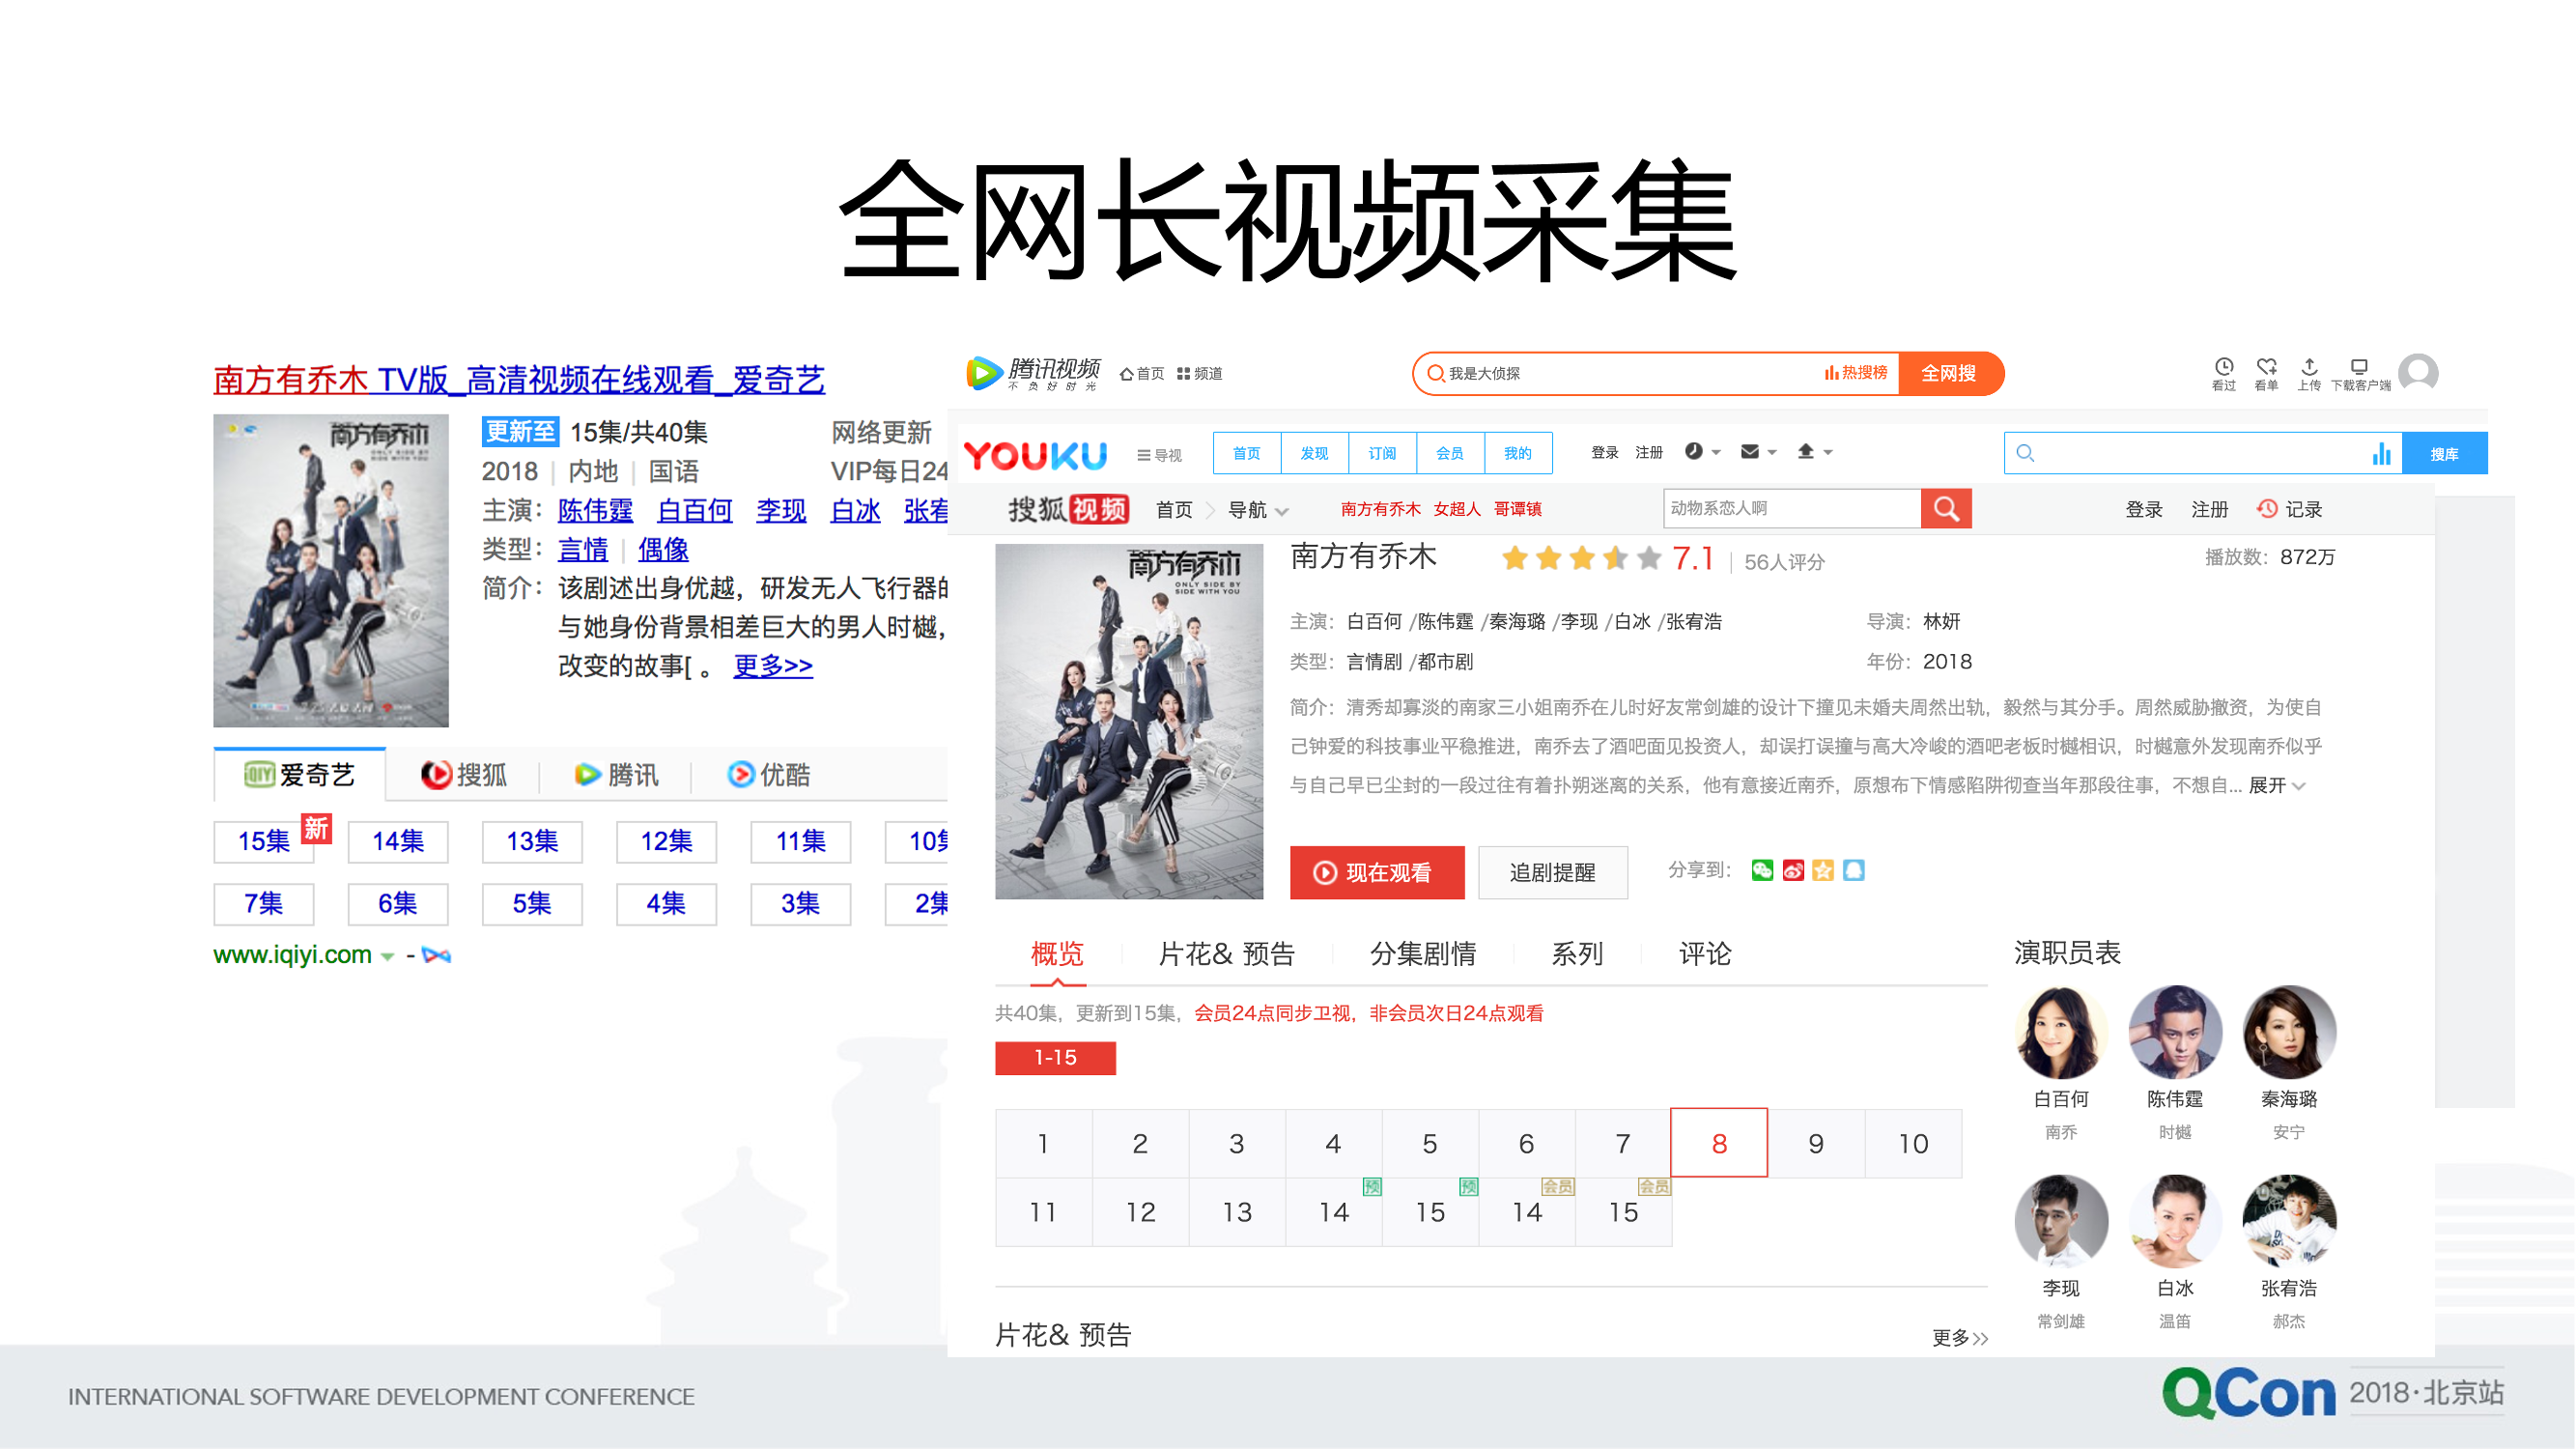 全网长视频采集
南方有乔木 TV版_高清视频在线观看_爱奇艺
南方有乔木
ONLY SIDE BY
SIDE WITH YOU
更新至 15集/共40集 网络更新
2018 | 内地 | 国语 VIP每日24
主演： 陈伟霆 白百何 李现 白冰 张宥
类型： 言情 | 偶像
简介： 该剧述出身优越，研发无人飞行器的
与她身份背景相差巨大的男人时樾，
改变的故事[ 。 更多>>
爱奇艺 搜狐 腾讯 优酷
15集 新 14集 13集 12集 11集 10集
7集 6集 5集 4集 3集 2集
www.iqiyi.com -
腾讯视频 不负好时光 首页 频道 我是大侦探 热搜榜 全网搜 看过 看单 上传 下载客户端
YOUKU 导视 首页 发现 订阅 会员 我的 登录 注册 搜库
搜狐视频 首页 导航 南方有乔木 女超人 哥谭镇 动物系恋人啊 登录 注册 记录
南方有乔木
ONLY SIDE BY
SIDE WITH YOU
南方有乔木 7.1 | 56人评分 播放数：872万
主演：白百何 /陈伟霆 /秦海璐 /李现 /白冰 /张宥浩 导演：林妍
类型：言情剧 /都市剧 年份：2018
简介：清秀却寡淡的南家三小姐南乔在儿时好友常剑雄的设计下撞见未婚夫周然出轨，毅然与其分手。周然威胁撤资，为使自
己钟爱的科技事业平稳推进，南乔去了酒吧面见投资人，却误打误撞与高大冷峻的酒吧老板时樾相识，时樾意外发现南乔似乎
与自己早已尘封的一段过往有着扑朔迷离的关系，他有意接近南乔，原想布下情感陷阱彻查当年那段往事，不想自... 展开
现在观看 追剧提醒 分享到：
概览 片花& 预告 分集剧情 系列 评论
共40集，更新到15集，会员24点同步卫视，非会员次日24点观看
1-15
1 2 3 4 5 6 7 8 9 10
11 12 13 14 预 15 预 14 会员 15 会员
片花& 预告 更多>>
演职员表
白百何 陈伟霆 秦海璐
南乔 时樾 安宁
李现 白冰 张宥浩
常剑雄 温笛 郝杰
INTERNATIONAL SOFTWARE DEVELOPMENT CONFERENCE
QCon 2018·北京站